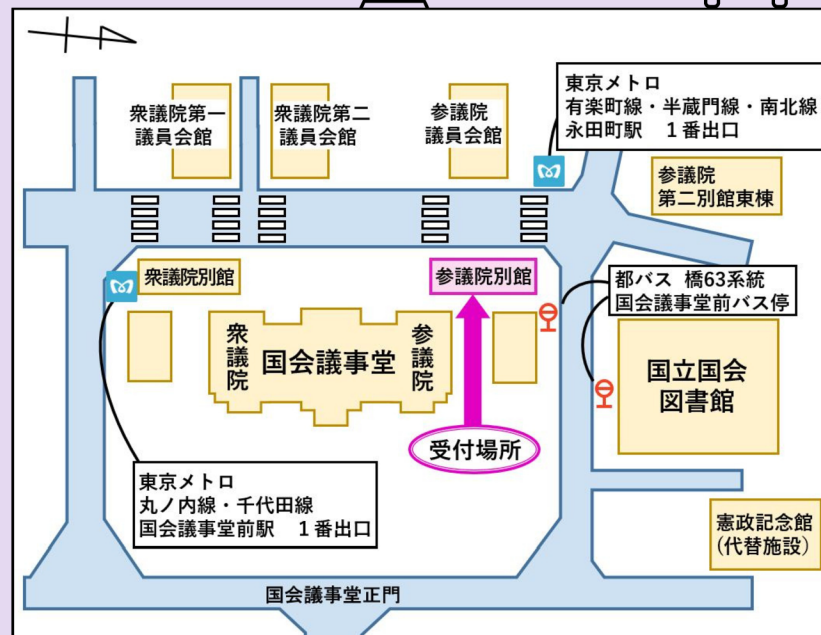 衆議院第一
議員会館
衆議院第二
議員会館
参議院
議員会館
東京メトロ
有楽町線・半蔵門線・南北線
永田町駅　１番出口
参議院
第二別館東棟
衆議院別館
参議院別館
都バス 橋63系統
国会議事堂前バス停
衆議院
国会議事堂
参議院
国立国会
図書館
受付場所
東京メトロ
丸ノ内線・千代田線
国会議事堂前駅　１番出口
憲政記念館
(代替施設)
国会議事堂正門